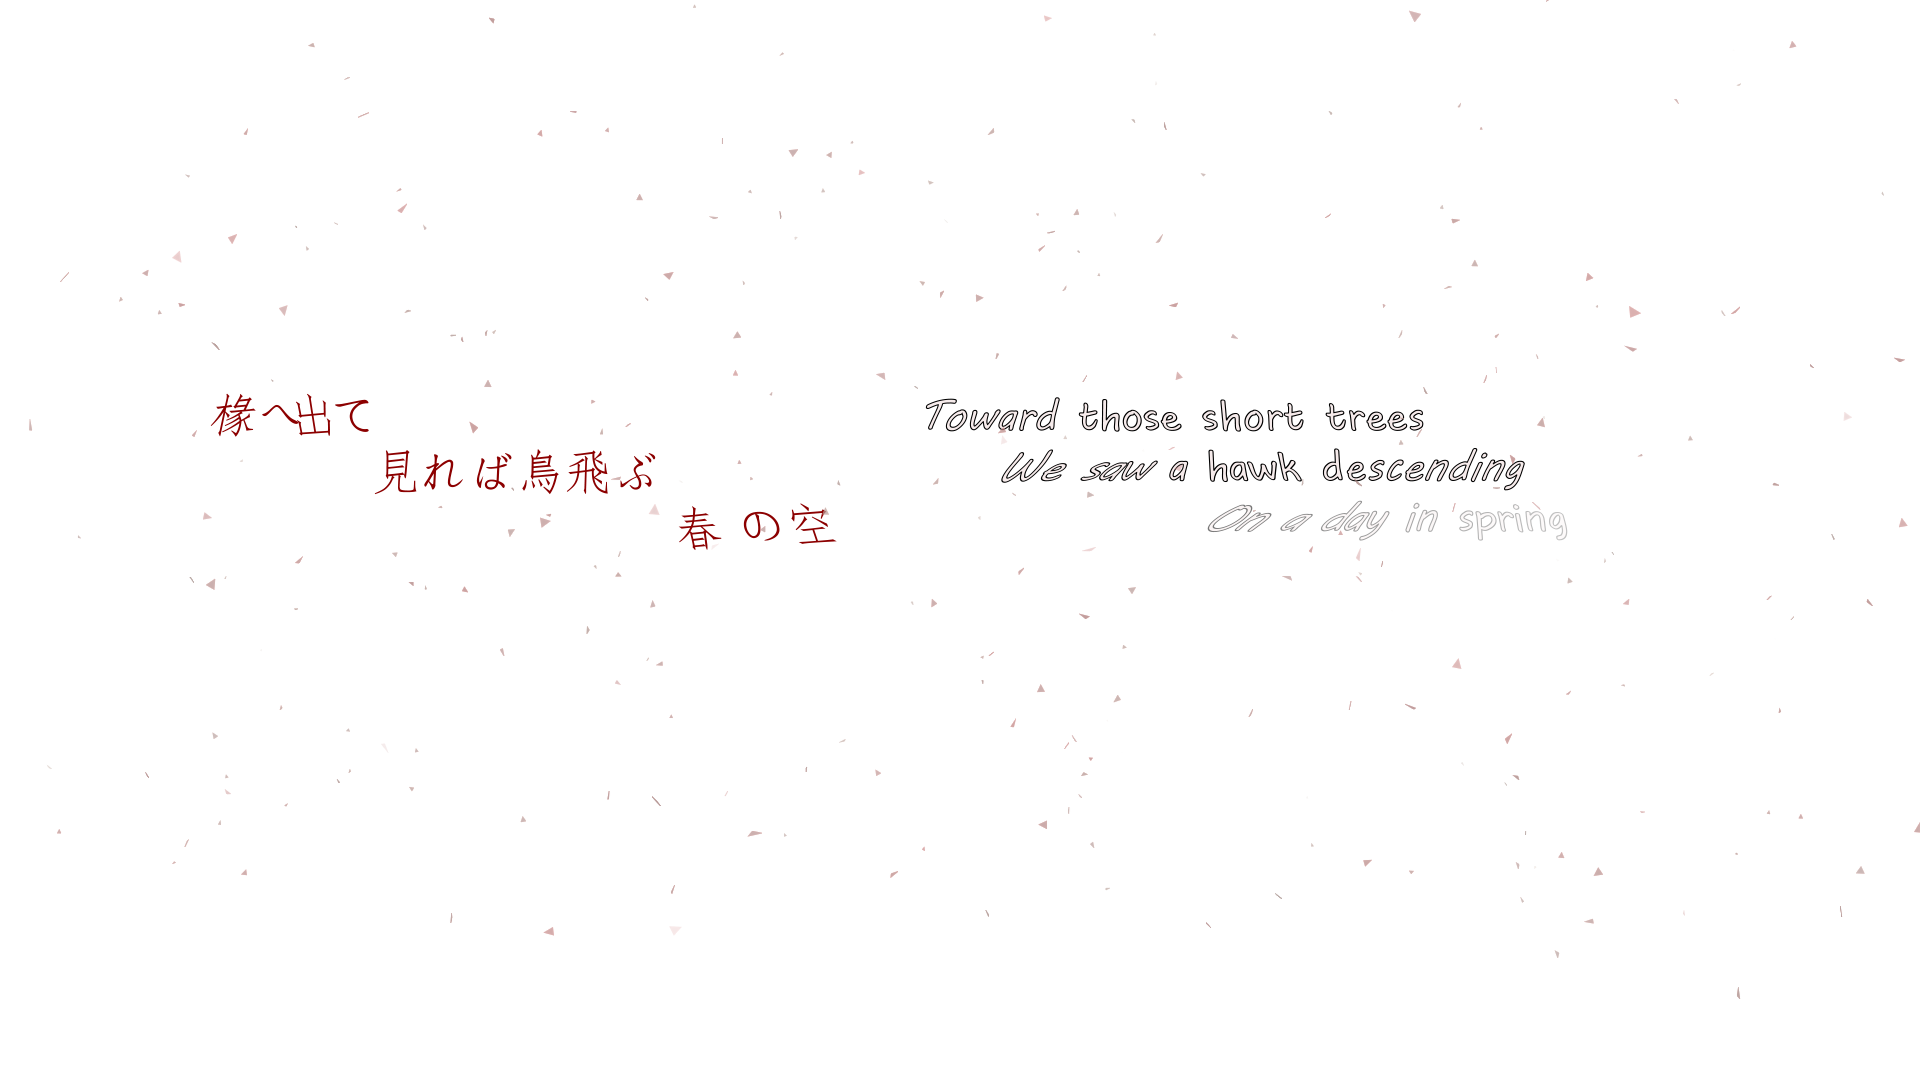 椽へ出て
見れば鳥飛ぶ
春の空
Toward those short trees
We saw a hawk descending
On a day in spring